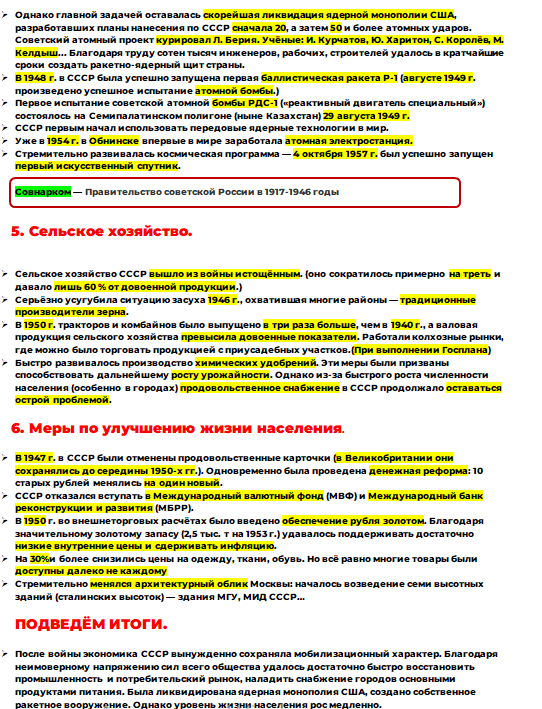 Однако главной задачей оставалась скорейшая ликвидация ядерной монополии США,
разработавших планы нанесения по СССР сначала 20, а затем 50 и более атомных ударов.
Советский атомный проект курировал Л. Берия. Учёные: И. Курчатов, Ю. Харитон, С. Королёв, М.
Келдыш... Благодаря труду сотен тысяч инженеров, рабочих, строителей удалось в кратчайшие
сроки создать ракетно-ядерный щит страны.
В 1948 г. в СССР была успешно запущена первая баллистическая ракета Р-1 (августе 1949 г.
произведено успешное испытание атомной бомбы.)
Первое испытание советской атомной бомбы РДС-1 («реактивный двигатель специальный»)
состоялось на Семипалатинском полигоне (ныне Казахстан) 29 августа 1949 г.
СССР первым начал использовать передовые ядерные технологии в мир.
Уже в 1954 г. в Обнинске впервые в мире заработала атомная электростанция.
Стремительно развивалась космическая программа — 4 октября 1957 г. был успешно запущен
первый искусственный спутник.
Совнарком — Правительство советской России в 1917-1946 годы
5. Сельское хозяйство.
Сельское хозяйство СССР вышло из войны истощённым. (оно сократилось примерно на треть и
давало лишь 60 % от довоенной продукции.)
Серьёзно усугубила ситуацию засуха 1946 г., охватившая многие районы — традиционные
производители зерна.
В 1950 г. тракторов и комбайнов было выпущено в три раза больше, чем в 1940 г., а валовая
продукция сельского хозяйства превысила довоенные показатели. Работали колхозные рынки,
где можно было торговать продукцией с приусадебных участков.(При выполнении Госплана)
Быстро развивалось производство химических удобрений. Эти меры были призваны
способствовать дальнейшему росту урожайности. Однако из-за быстрого роста численности
населения (особенно в городах) продовольственное снабжение в СССР продолжало оставаться
острой проблемой.
6. Меры по улучшению жизни населения.
В 1947 г. в СССР были отменены продовольственные карточки (в Великобритании они
сохранялись до середины 1950-х гг.). Одновременно была проведена денежная реформа: 10
старых рублей менялись на один новый.
СССР отказался вступать в Международный валютный фонд (МВФ) и Международный банк
реконструкции и развития (МБРР).
В 1950 г. во внешнеторговых расчётах было введено обеспечение рубля золотом. Благодаря
значительному золотому запасу (2,5 тыс. т на 1953 г.) удавалось поддерживать достаточно
низкие внутренние цены и сдерживать инфляцию.
На 30%и более снизились цены на одежду, ткани, обувь. Но всё равно многие товары были
доступны далеко не каждому
Стремительно менялся архитектурный облик Москвы: началось возведение семи высотных
зданий (сталинских высоток) — здания МГУ, МИД СССР...
ПОДВЕДЁМ ИТОГИ.
После войны экономика СССР вынужденно сохраняла мобилизационный характер. Благодаря
неимоверному напряжению сил всего общества удалось достаточно быстро восстановить
промышленность и потребительский рынок, наладить снабжение городов основными
продуктами питания. Была ликвидирована ядерная монополия США, создано собственное
ракетное вооружение. Однако уровень жизни населения рос медленно.